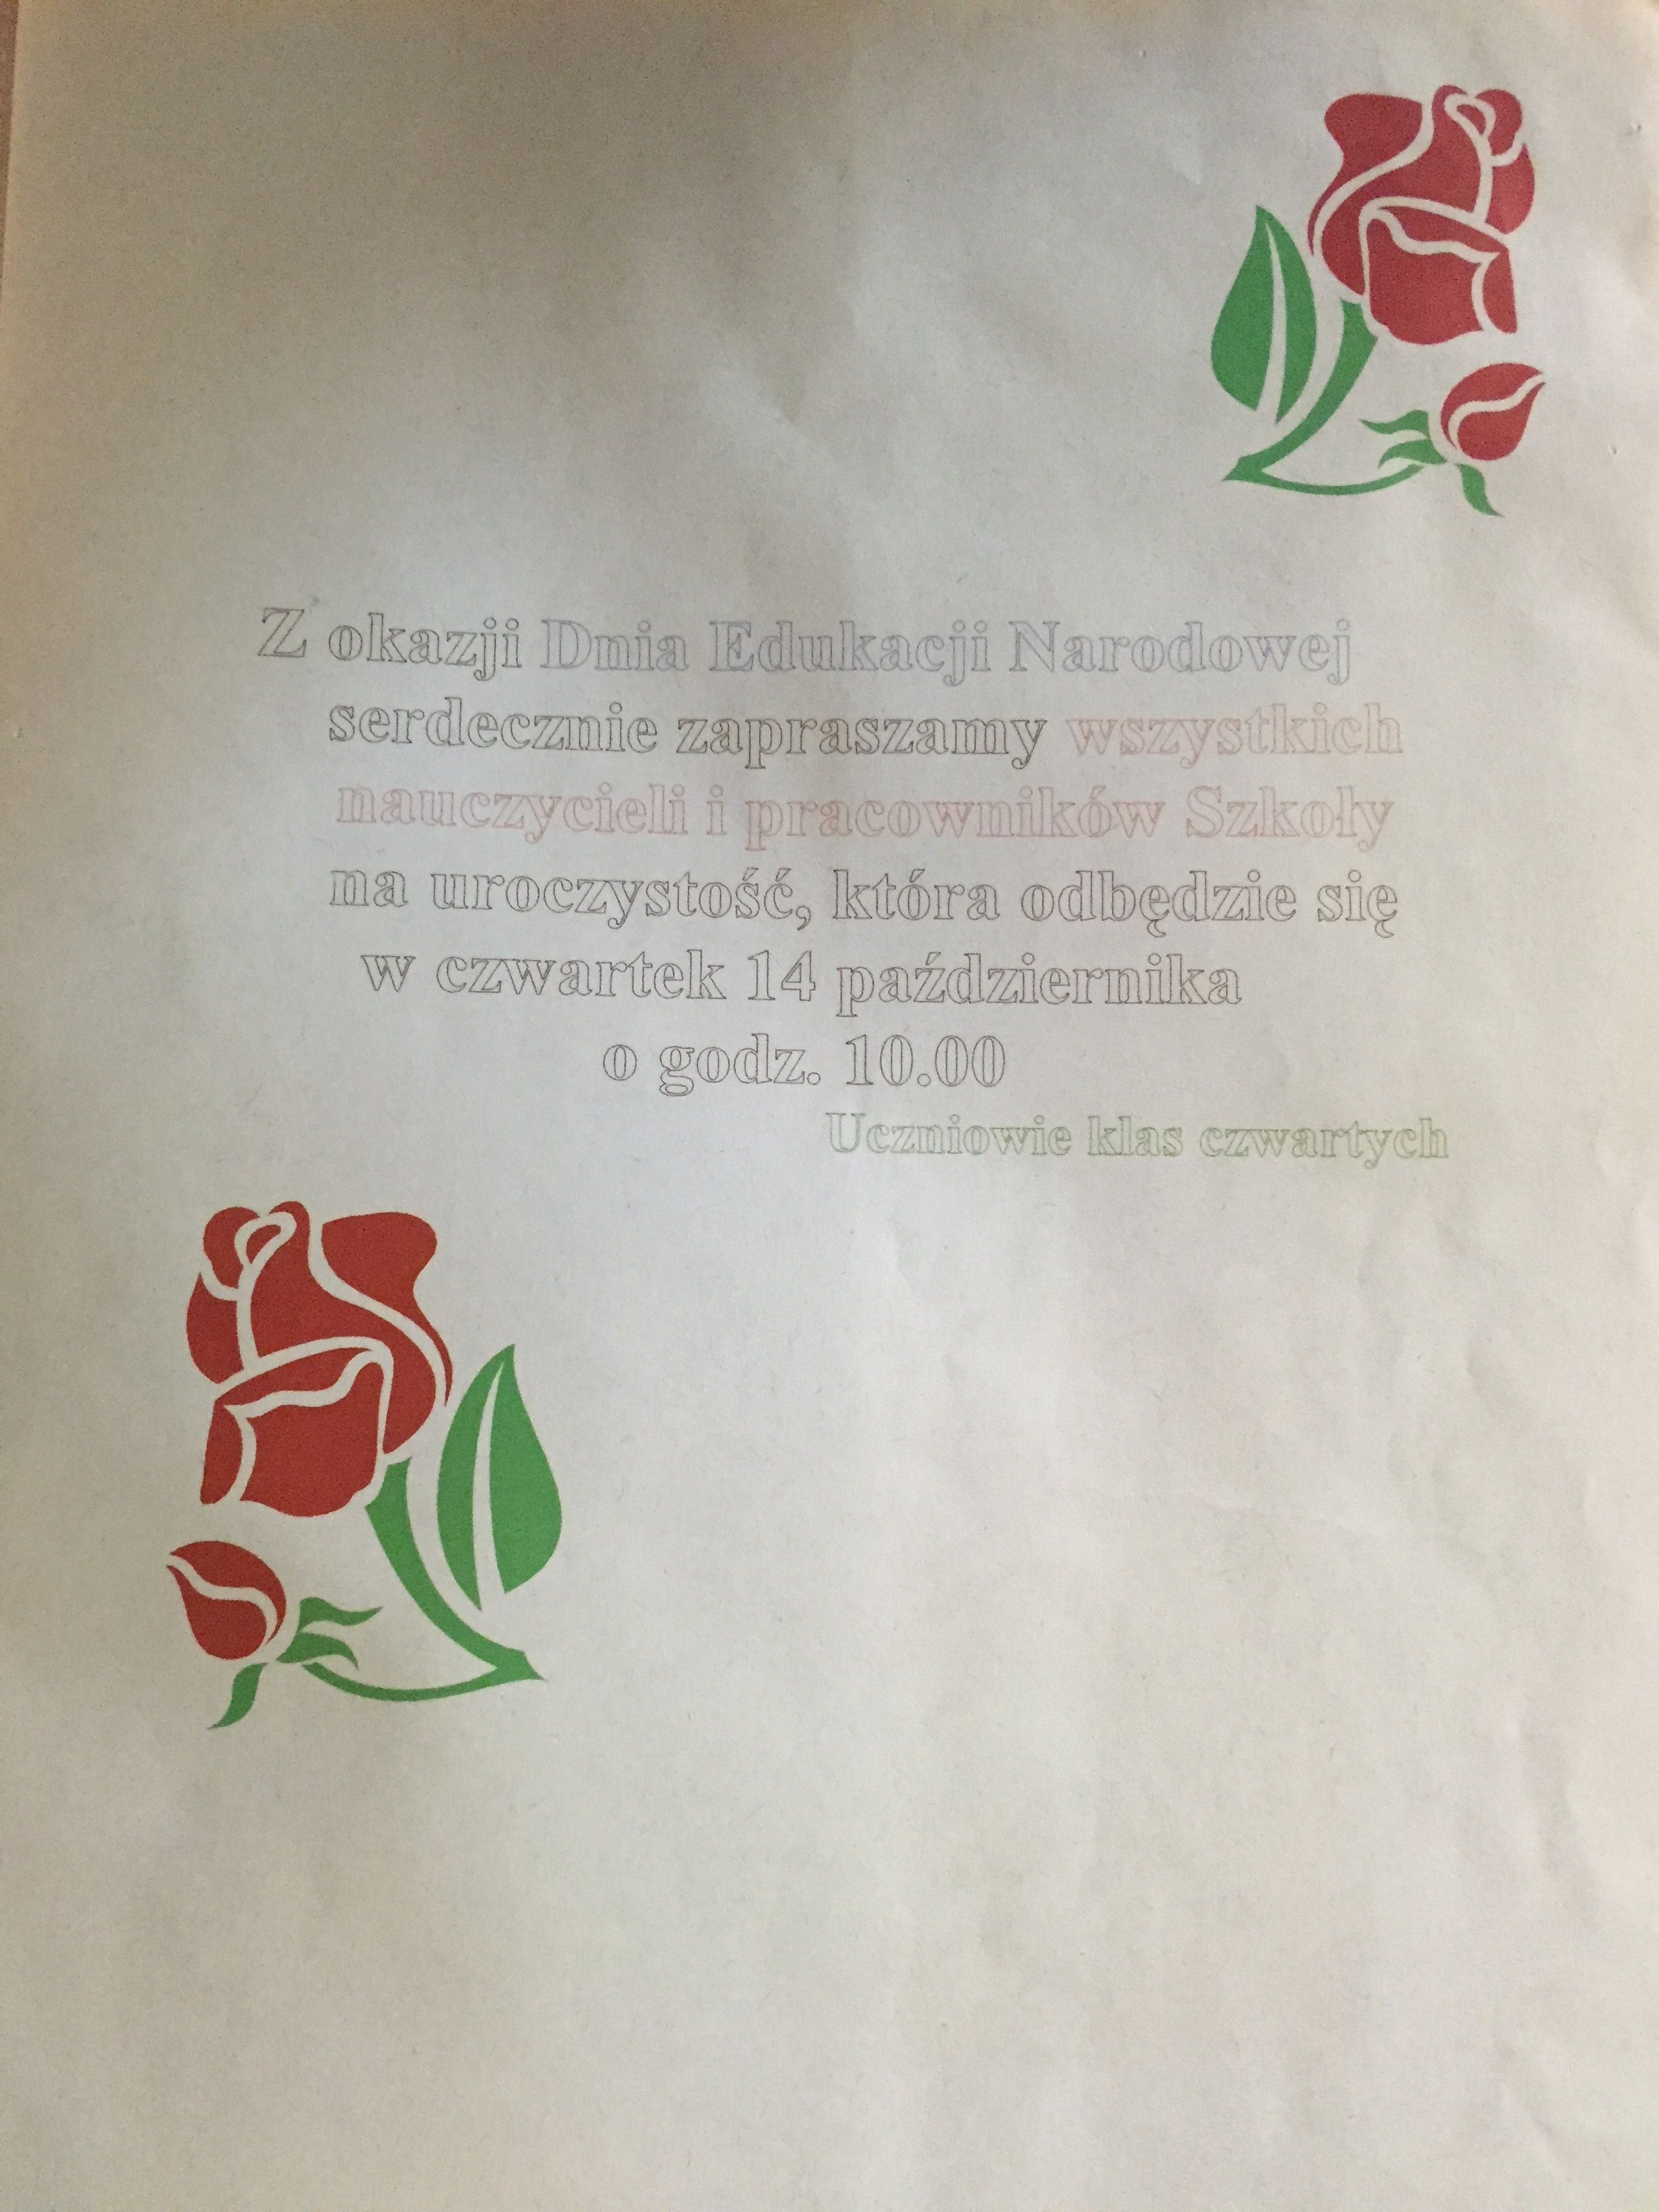 Z okazji Dnia Edukacji Narodowej
serdecznie zapraszamy wszystkich
nauczycieli i pracowników Szkoły
na uroczystość, która odbędzie się
w czwartek 14 października
o godz. 10.00
Uczniowie klas czwartych